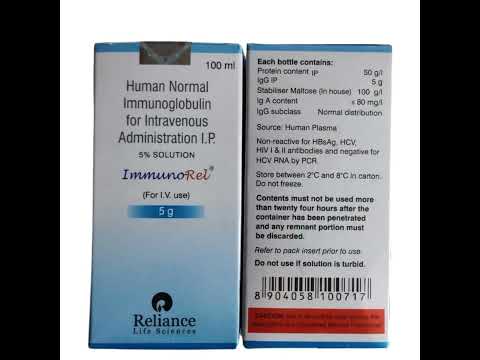 100 ml
Human Normal
Immunoglobulin
for Intravenous
Administration I.P.
5% SOLUTION
ImmunoRel®
(For I.V. use)
5 g
Reliance
Life Sciences
Each bottle contains:
Protein content IP 50 g/l
IgG IP 5 g
Stabiliser Maltose (In house) 100 g/l
Ig A content ≤ 80 mg/l
IgG subclass Normal distribution
Source: Human Plasma
Non-reactive for HBsAg, HCV,
HIV I & II antibodies and negative for
HCV RNA by PCR.
Store between 2°C and 8°C in carton.
Do not freeze.
Contents must not be used more
than twenty four hours after the
container has been penetrated
and any remnant portion must
be discarded.
Refer to pack insert prior to use.
Do not use if solution is turbid.
8 904058 100717